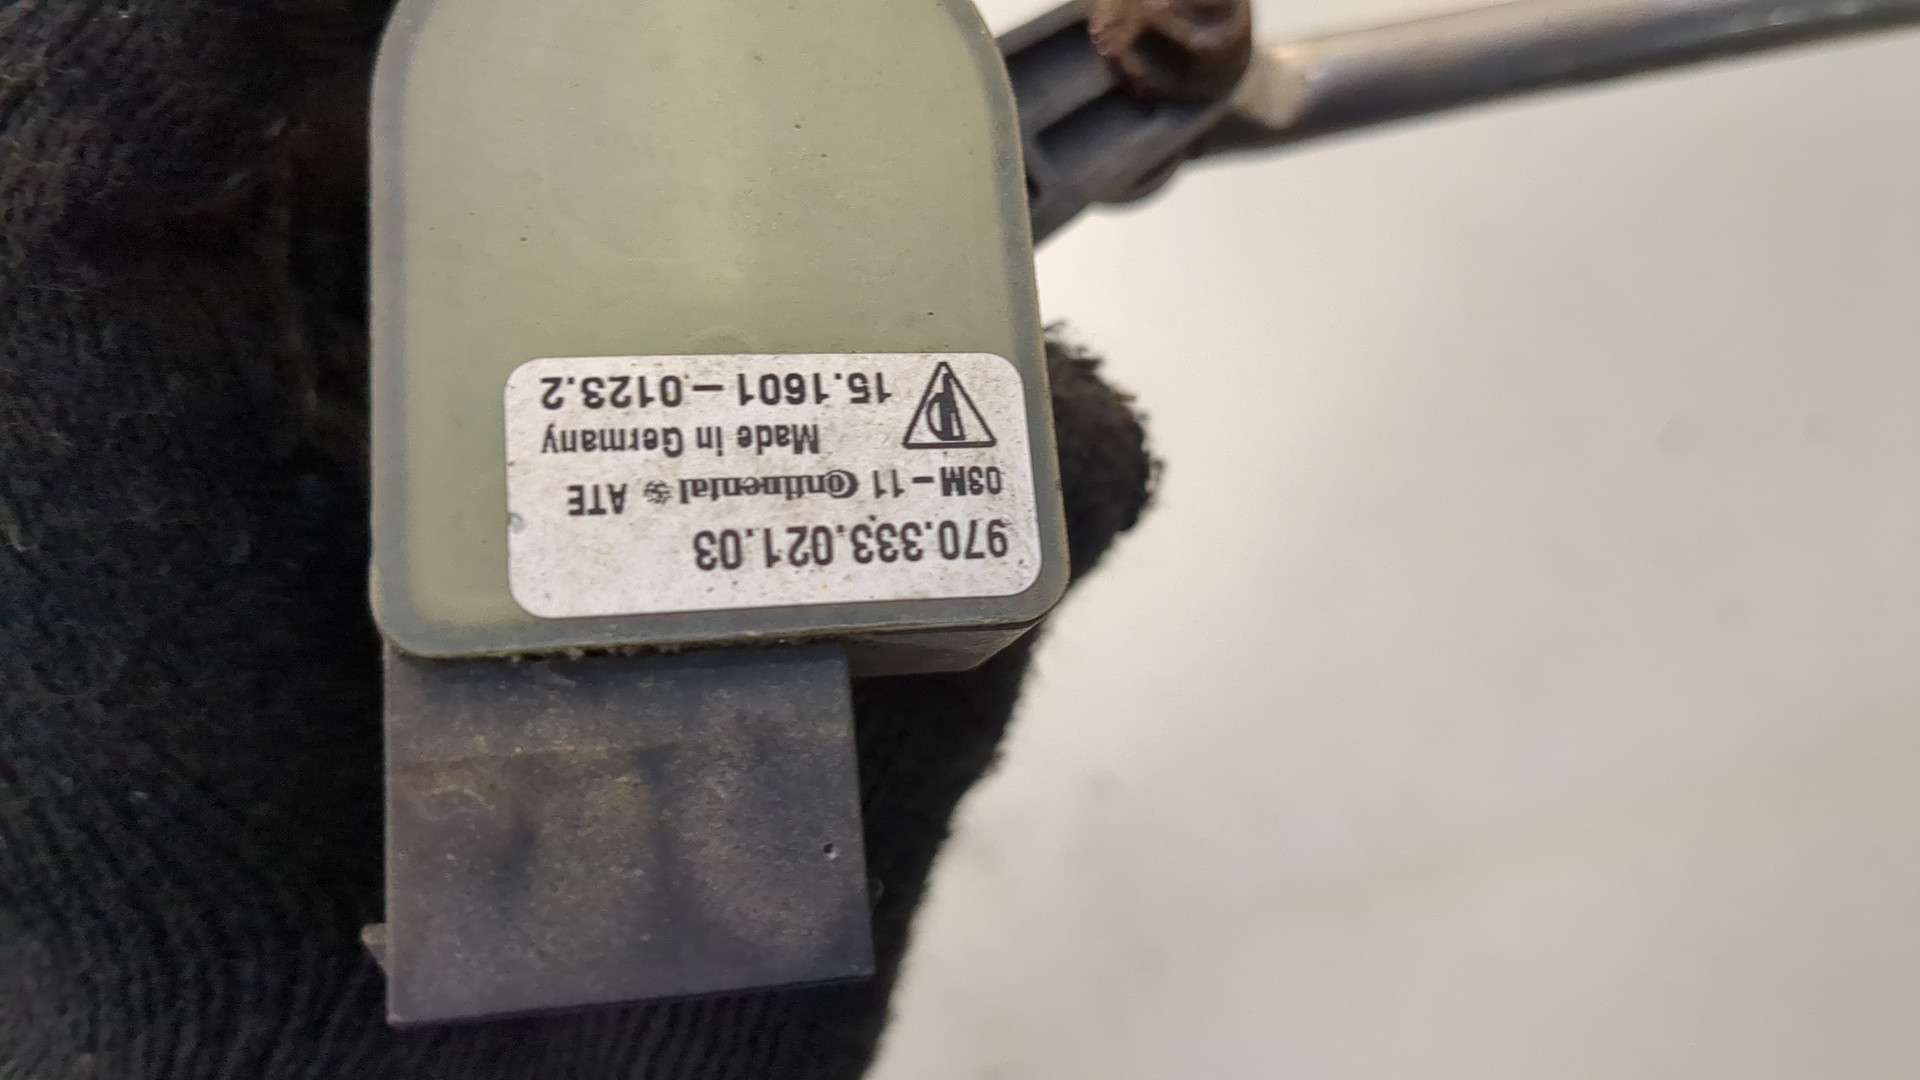 970.333.021.03
03M-11 Continental ATE
Made in Germany
15.1601-0123.2